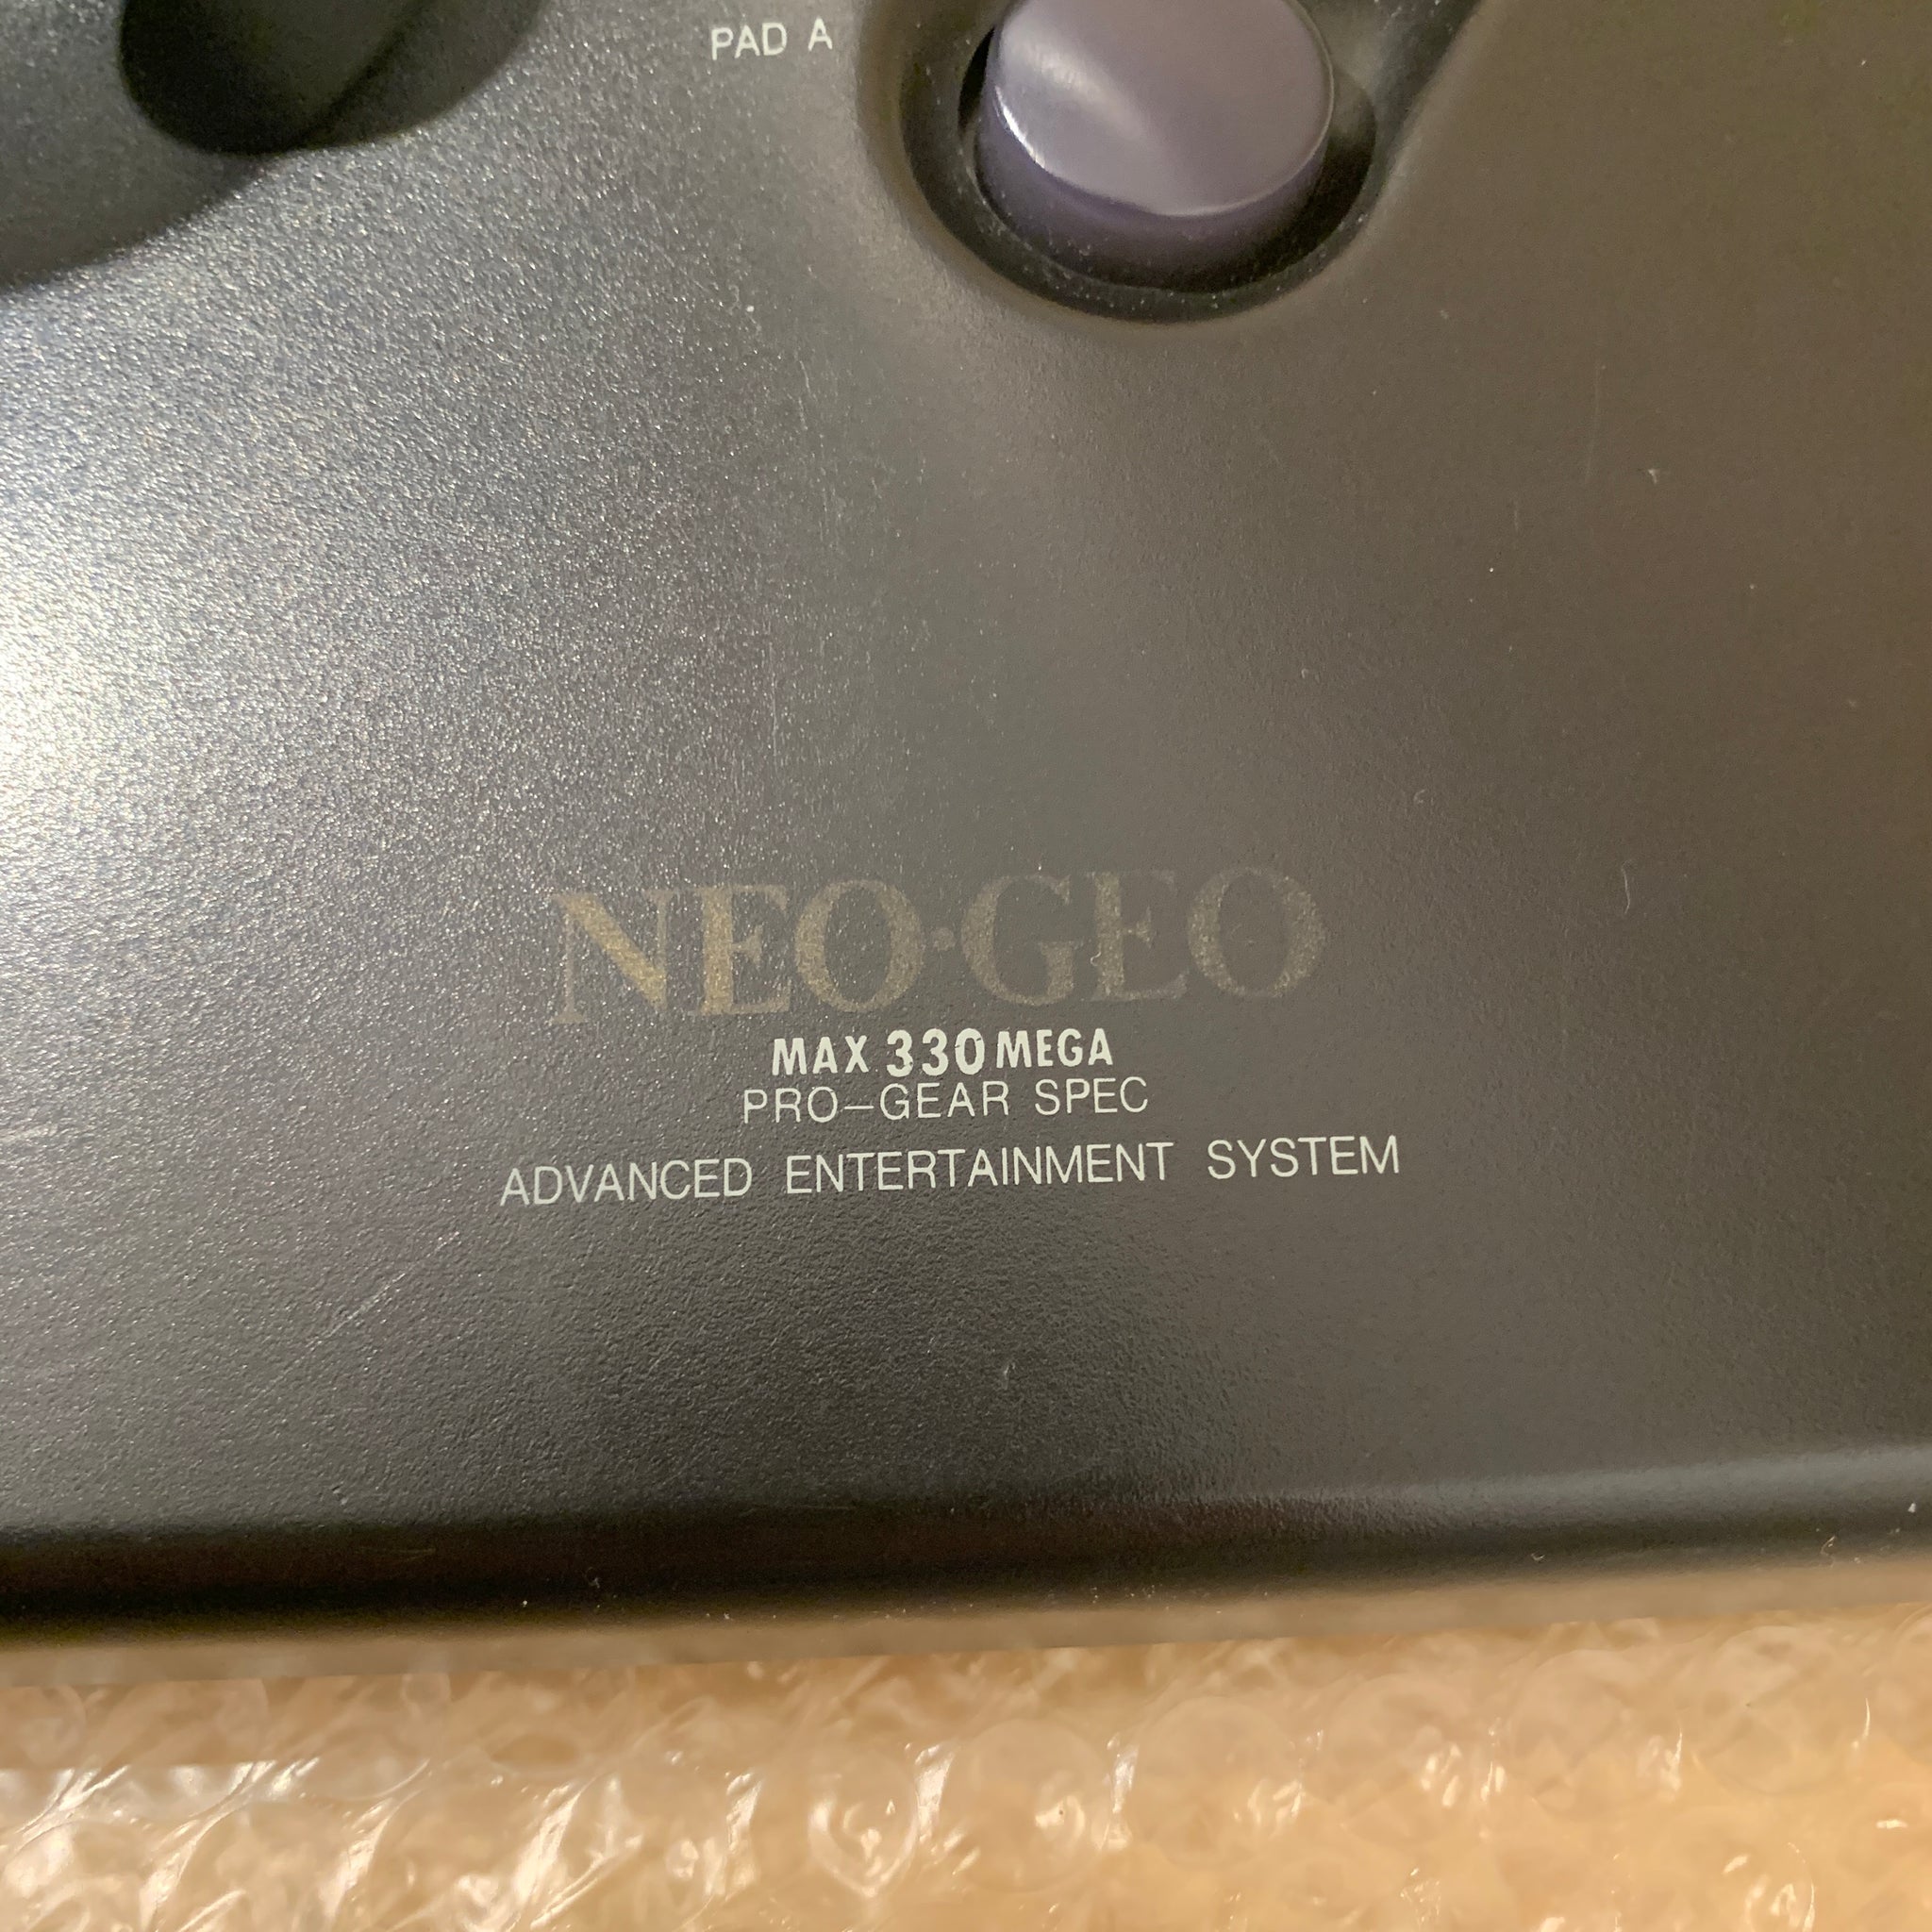 PAD A
NEO·GEO
MAX 330 MEGA
PRO-GEAR SPEC
ADVANCED ENTERTAINMENT SYSTEM